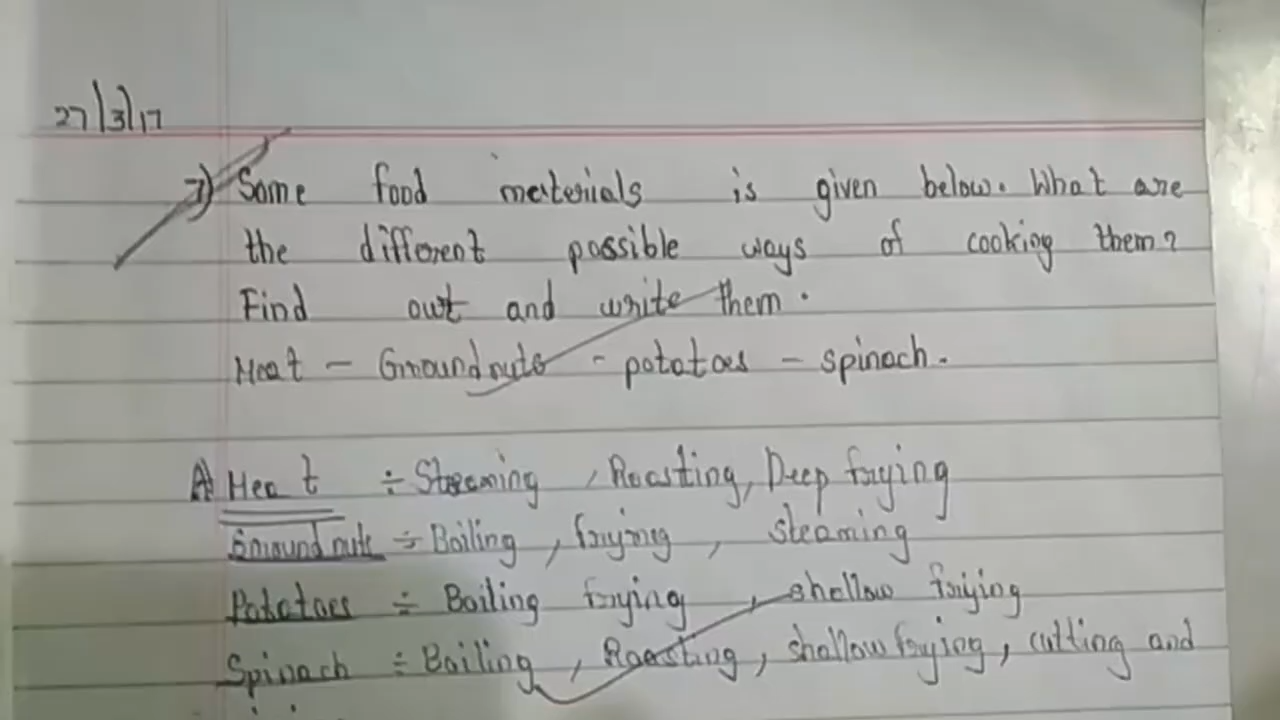 27/3/17
7) Some food materials is given below. What are
the different possible ways of cooking them?
Find out and write them.
Meat - Groundnuts - potatoes - spinach.
A) Meat ÷ Steaming, Roasting, Deep frying
Groundnuts ÷ Boiling, frying, steaming
Potatoes ÷ Boiling frying, shallow friying
Spinach ÷ Boiling, Roasting, shallow frying, cutting and